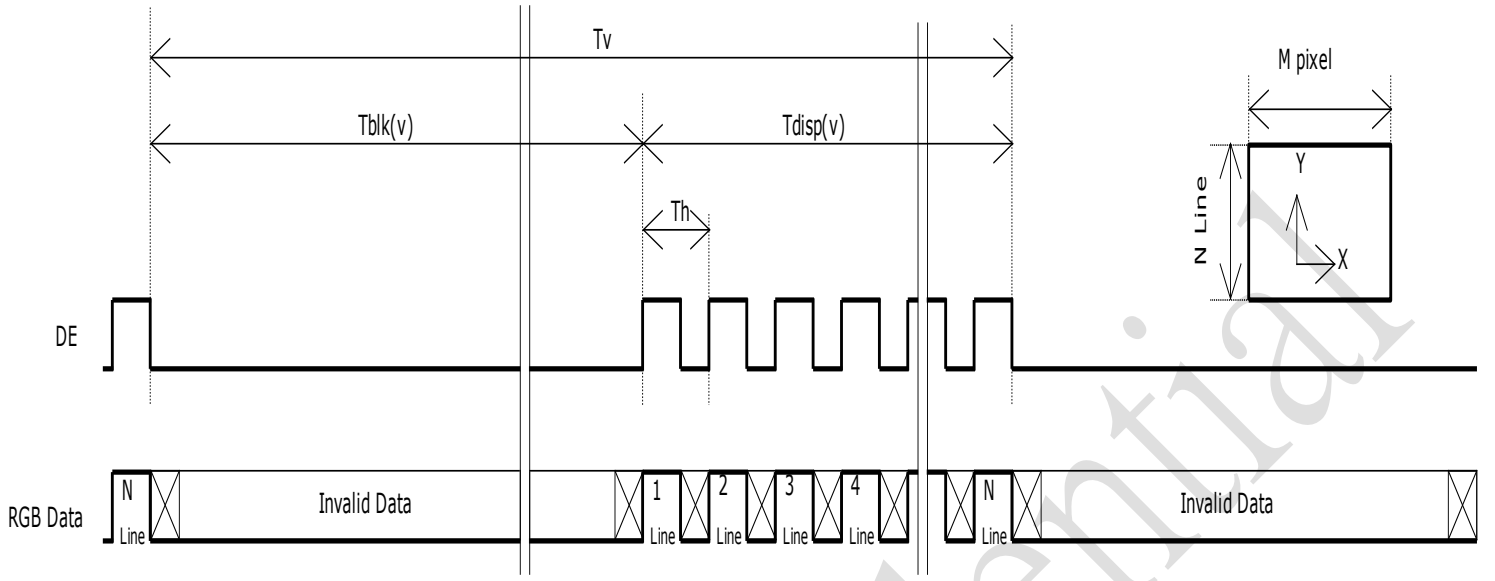 Tv
M pixel
Tblk(v)
Tdisp(v)
Th
N Line
Y
X
DE
RGB Data
N
Line
Invalid Data
1
Line
2
Line
3
Line
4
Line
N
Line
Invalid Data
ential